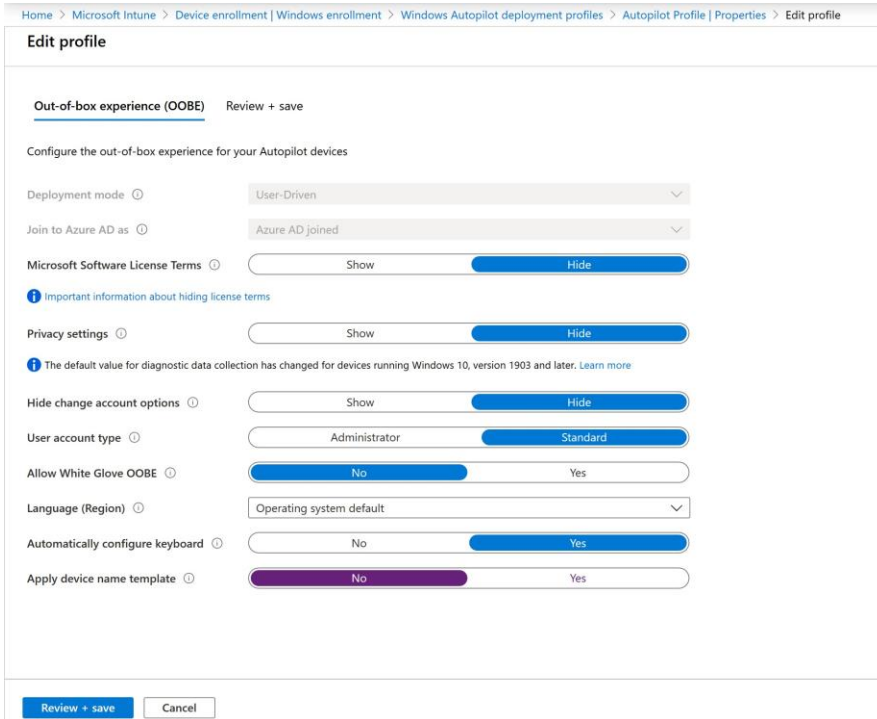 Home > Microsoft Intune > Device enrollment | Windows enrollment > Windows Autopilot deployment profiles > Autopilot Profile | Properties > Edit profile
Edit profile
Out-of-box experience (OOBE) Review + save
Configure the out-of-box experience for your Autopilot devices
Deployment mode User-Driven
Join to Azure AD as Azure AD joined
Microsoft Software License Terms Show Hide
Important information about hiding license terms
Privacy settings Show Hide
The default value for diagnostic data collection has changed for devices running Windows 10, version 1903 and later. Learn more
Hide change account options Show Hide
User account type Administrator Standard
Allow White Glove OOBE No Yes
Language (Region) Operating system default
Automatically configure keyboard No Yes
Apply device name template No Yes
Review + save Cancel